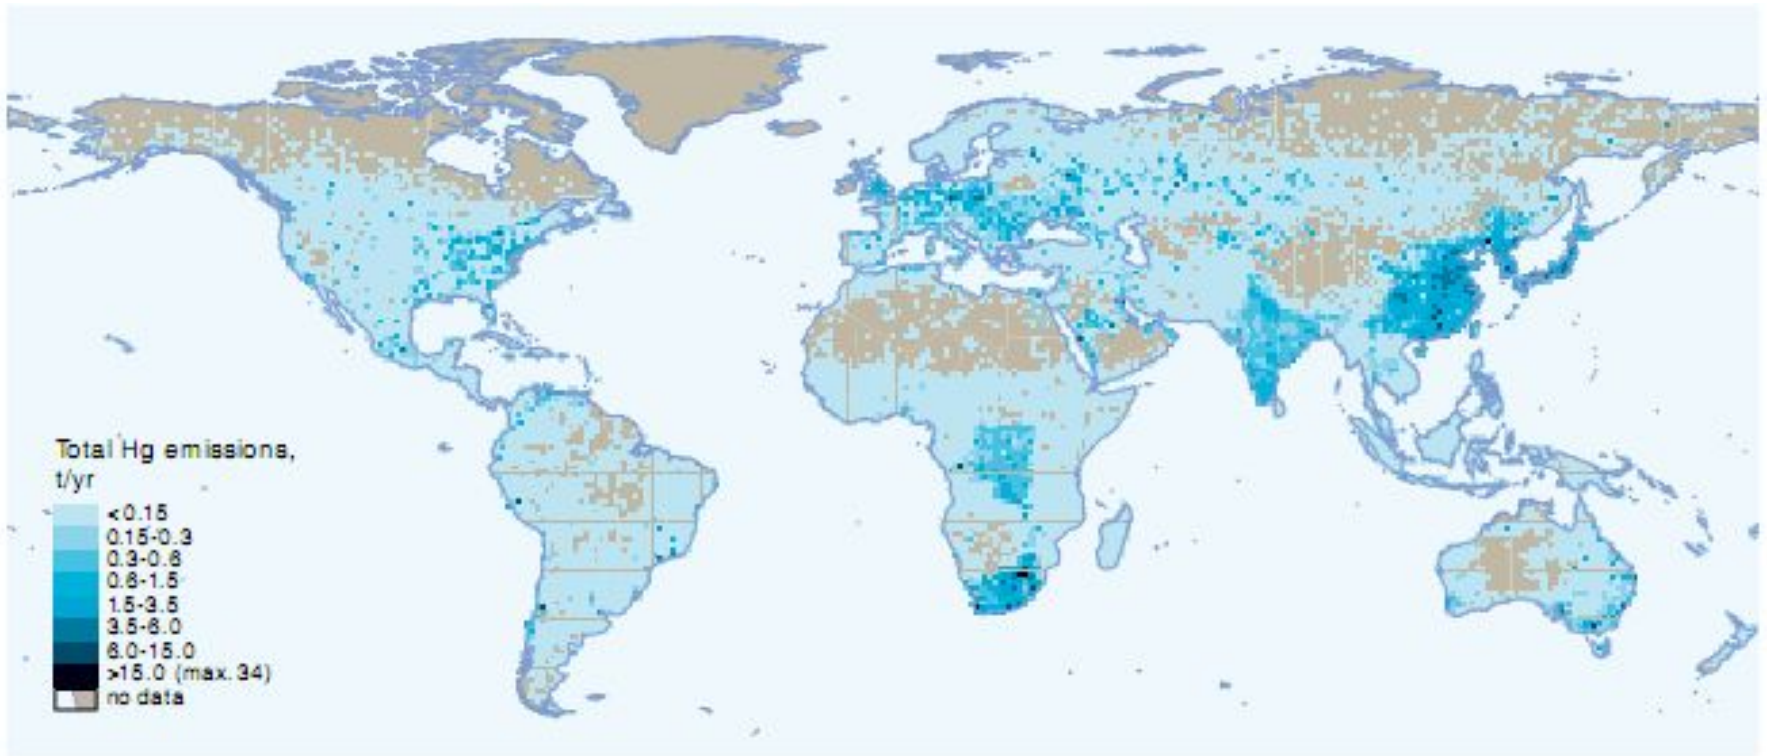 Total Hg emissions,
t/yr
<0.15
0.15-0.3
0.3-0.6
0.6-1.5
1.5-3.5
3.5-6.0
6.0-15.0
>15.0 (max. 34)
no data